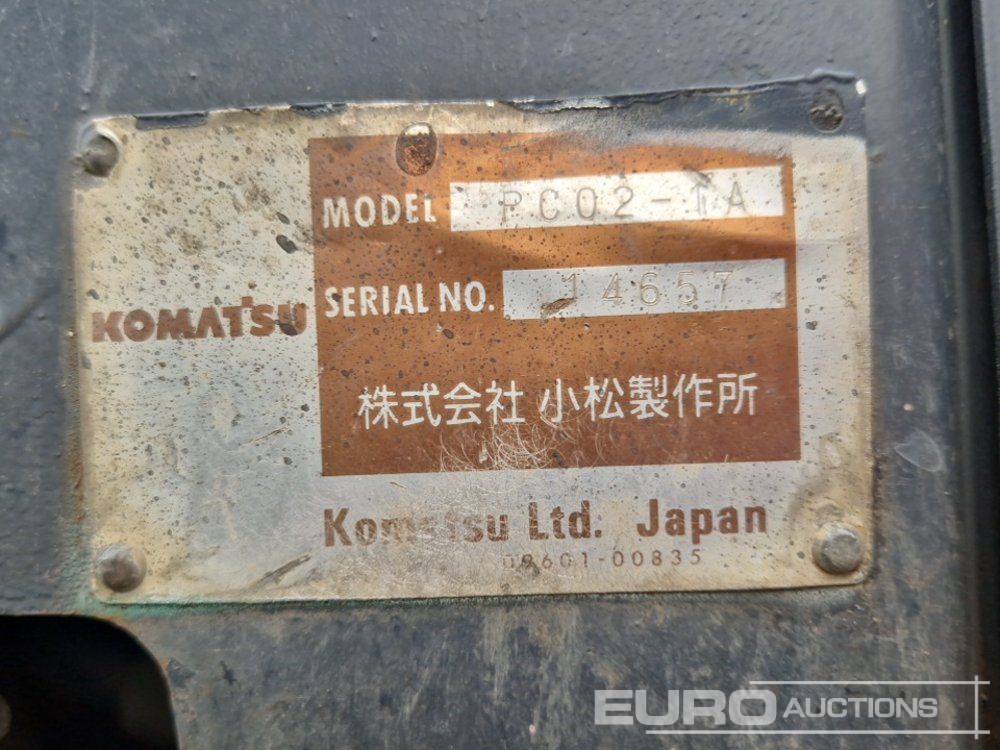 MODEL PC02-1A
SERIAL NO. 14657
KOMATSU
株式会社 小松製作所
Komatsu Ltd. Japan
09601-00835
EURO AUCTIONS